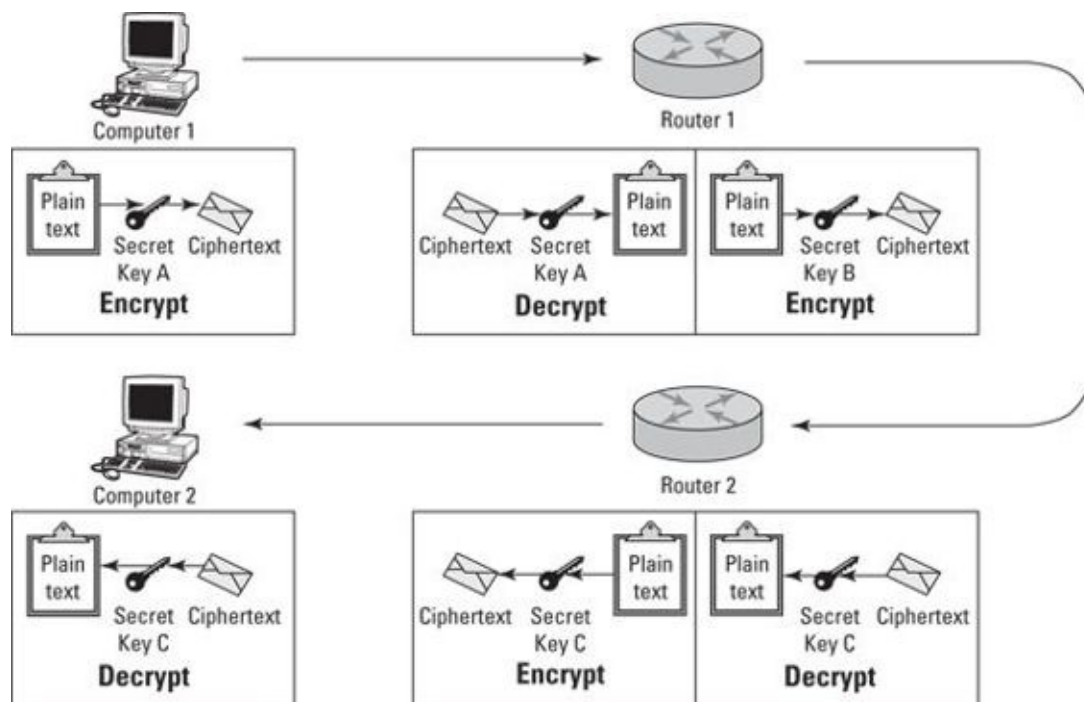 Computer 1
Router 1
Plain
text
Secret
Key A
Ciphertext
Encrypt
Ciphertext
Secret
Key A
Plain
text
Decrypt
Plain
text
Secret
Key B
Ciphertext
Encrypt
Computer 2
Router 2
Plain
text
Secret
Key C
Ciphertext
Decrypt
Ciphertext
Secret
Key C
Plain
text
Encrypt
Plain
text
Secret
Key C
Ciphertext
Decrypt